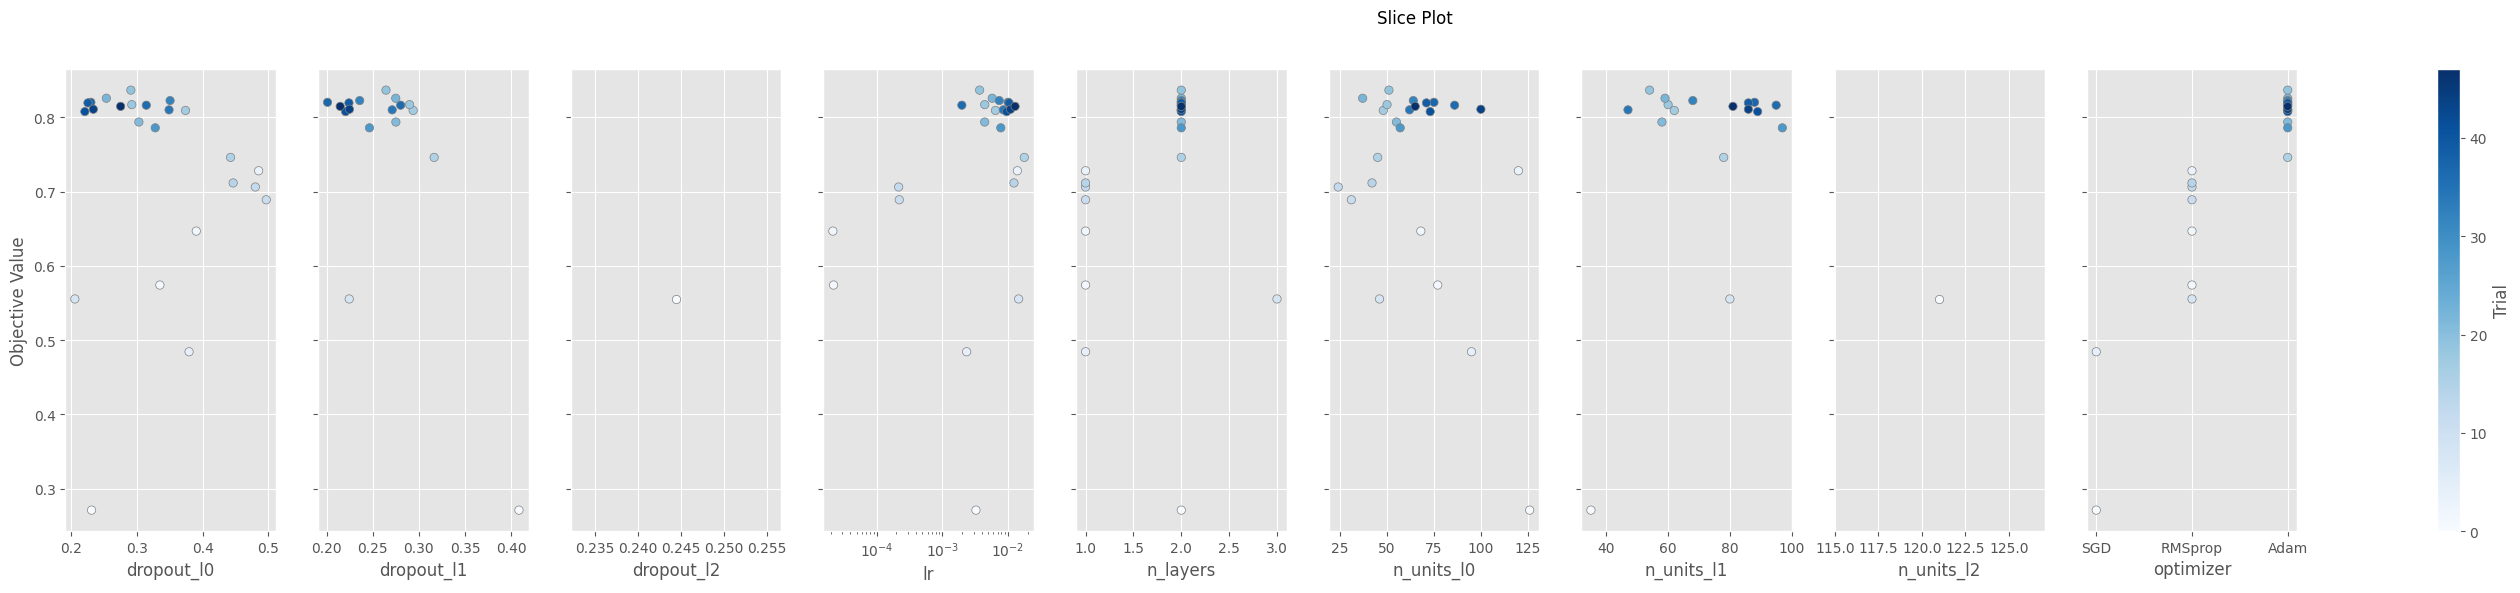 Slice Plot
Objective Value
0.8
0.7
0.6
0.5
0.4
0.3
0.2 0.3 0.4 0.5
dropout_l0
0.20 0.25 0.30 0.35 0.40
dropout_l1
0.235 0.240 0.245 0.250 0.255
dropout_l2
10⁻⁴ 10⁻³ 10⁻²
lr
1.0 1.5 2.0 2.5 3.0
n_layers
25 50 75 100 125
n_units_l0
40 60 80 100
n_units_l1
115.0 117.5 120.0 122.5 125.0
n_units_l2
SGD RMSprop Adam
optimizer
40
30
20
10
0
Trial